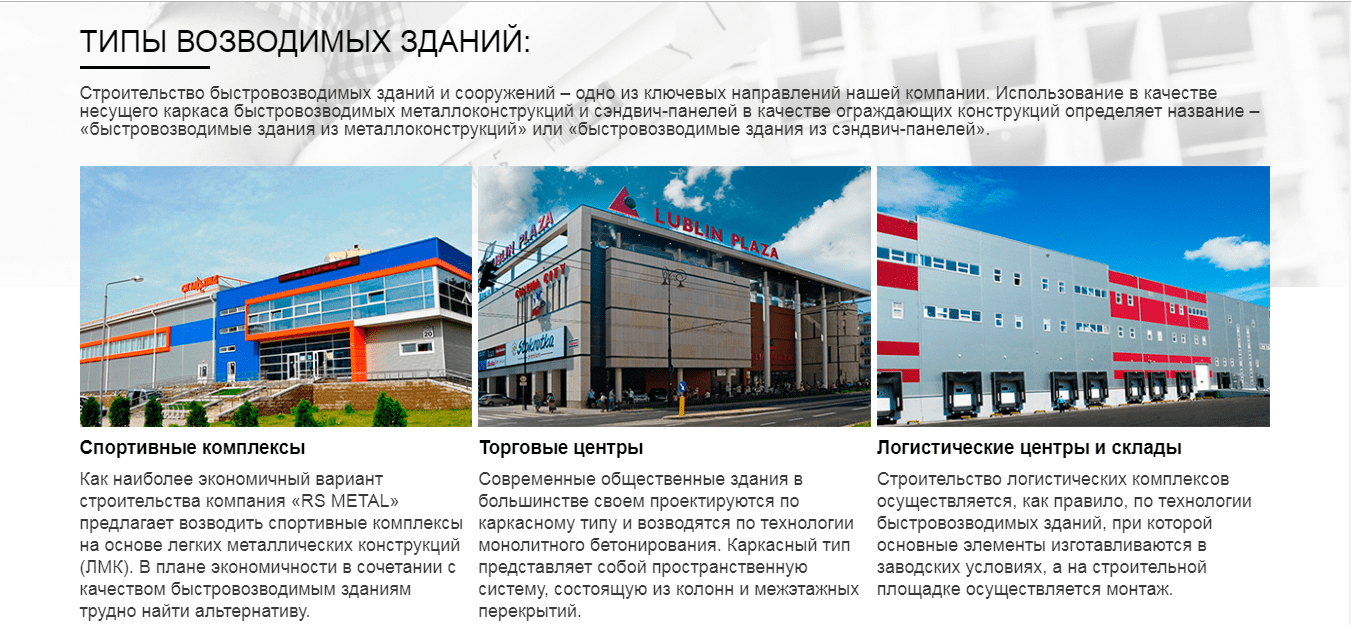 ТИПЫ ВОЗВОДИМЫХ ЗДАНИЙ:
Строительство быстровозводимых зданий и сооружений – одно из ключевых направлений нашей компании. Использование в качестве
несущего каркаса быстровозводимых металлоконструкций и сэндвич-панелей в качестве ограждающих конструкций определяет название –
«быстровозводимые здания из металлоконструкций» или «быстровозводимые здания из сэндвич-панелей».
20
LUBLIN PLAZA
CINEMA CITY
Stokrotka
LUBLIN PLAZA
Спортивные комплексы
Как наиболее экономичный вариант
строительства компания «RS METAL»
предлагает возводить спортивные комплексы
на основе легких металлических конструкций
(ЛМК). В плане экономичности в сочетании с
качеством быстровозводимым зданиям
трудно найти альтернативу.
Торговые центры
Современные общественные здания в
большинстве своем проектируются по
каркасному типу и возводятся по технологии
монолитного бетонирования. Каркасный тип
представляет собой пространственную
систему, состоящую из колонн и межэтажных
перекрытий.
Логистические центры и склады
Строительство логистических комплексов
осуществляется, как правило, по технологии
быстровозводимых зданий, при которой
основные элементы изготавливаются в
заводских условиях, а на строительной
площадке осуществляется монтаж.